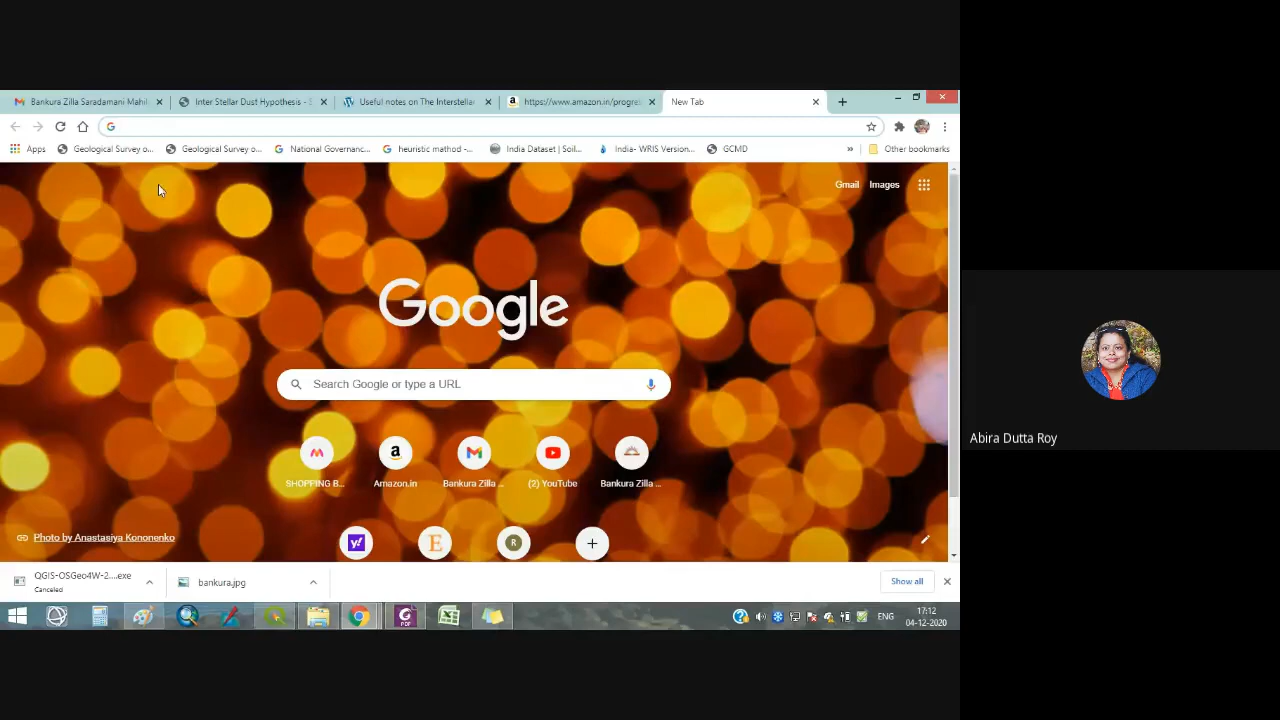 Bankura Zilla Saradamani Mahil
Inter Stellar Dust Hypothesis - E
Useful notes on The Interstellar
https://www.amazon.in/progres
New Tab
Apps
Geological Survey o...
Geological Survey o...
National Governanc...
heuristic mathod -...
India Dataset | Soil...
India- WRIS Version...
GCMD
»
Other bookmarks
Gmail
Images
Google
Search Google or type a URL
SHOPPING B...
Amazon.in
Bankura Zilla ...
(2) YouTube
Bankura Zilla ...
Photo by Anastasiya Kononenko
QGIS-OSGeo4W-2....exe
Canceled
bankura.jpg
Show all
ENG
17:12
04-12-2020
Abira Dutta Roy